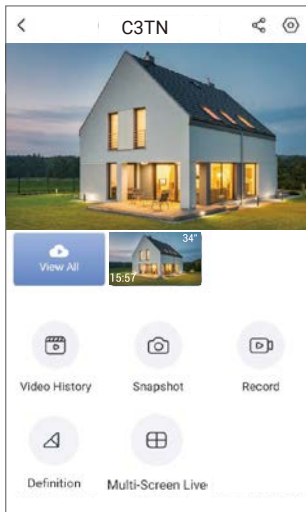 C3TN
View All
34"
15:57
Video History
Snapshot
Record
Definition
Multi-Screen Live